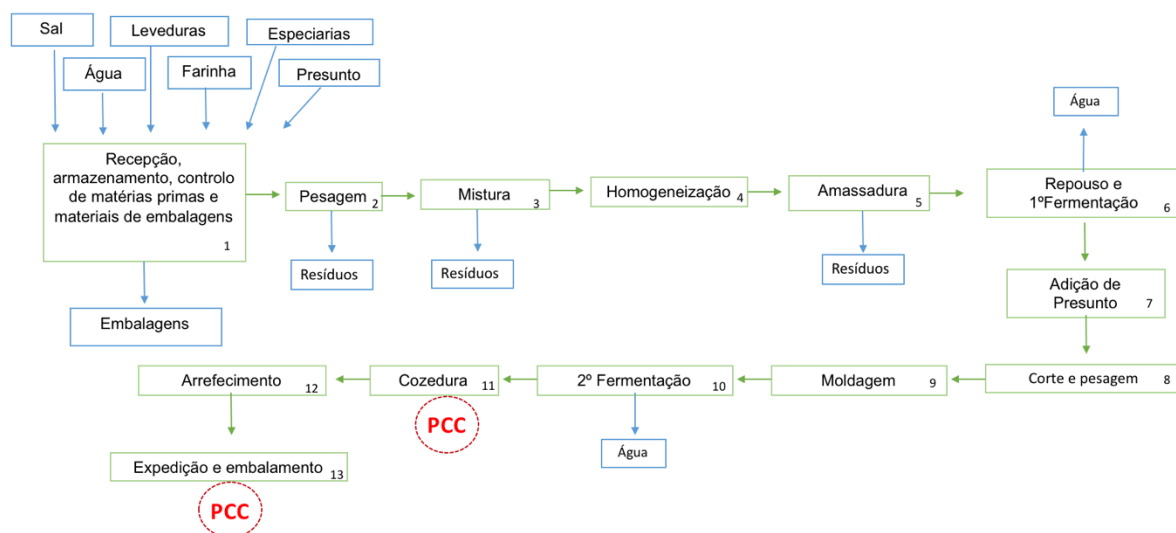 Sal
Leveduras
Especiarias
Água
Farinha
Presunto
Água
Recepção,
armazenamento, controlo
de matérias primas e
materiais de embalagens
1
Pesagem 2
Mistura 3
Homogeneização 4
Amassadura 5
Repouso e
1ºFermentação 6
Resíduos
Resíduos
Resíduos
Embalagens
Adição de
Presunto 7
Arrefecimento 12
Cozedura 11
2º Fermentação 10
Moldagem 9
Corte e pesagem 8
PCC
Água
Expedição e embalamento 13
PCC